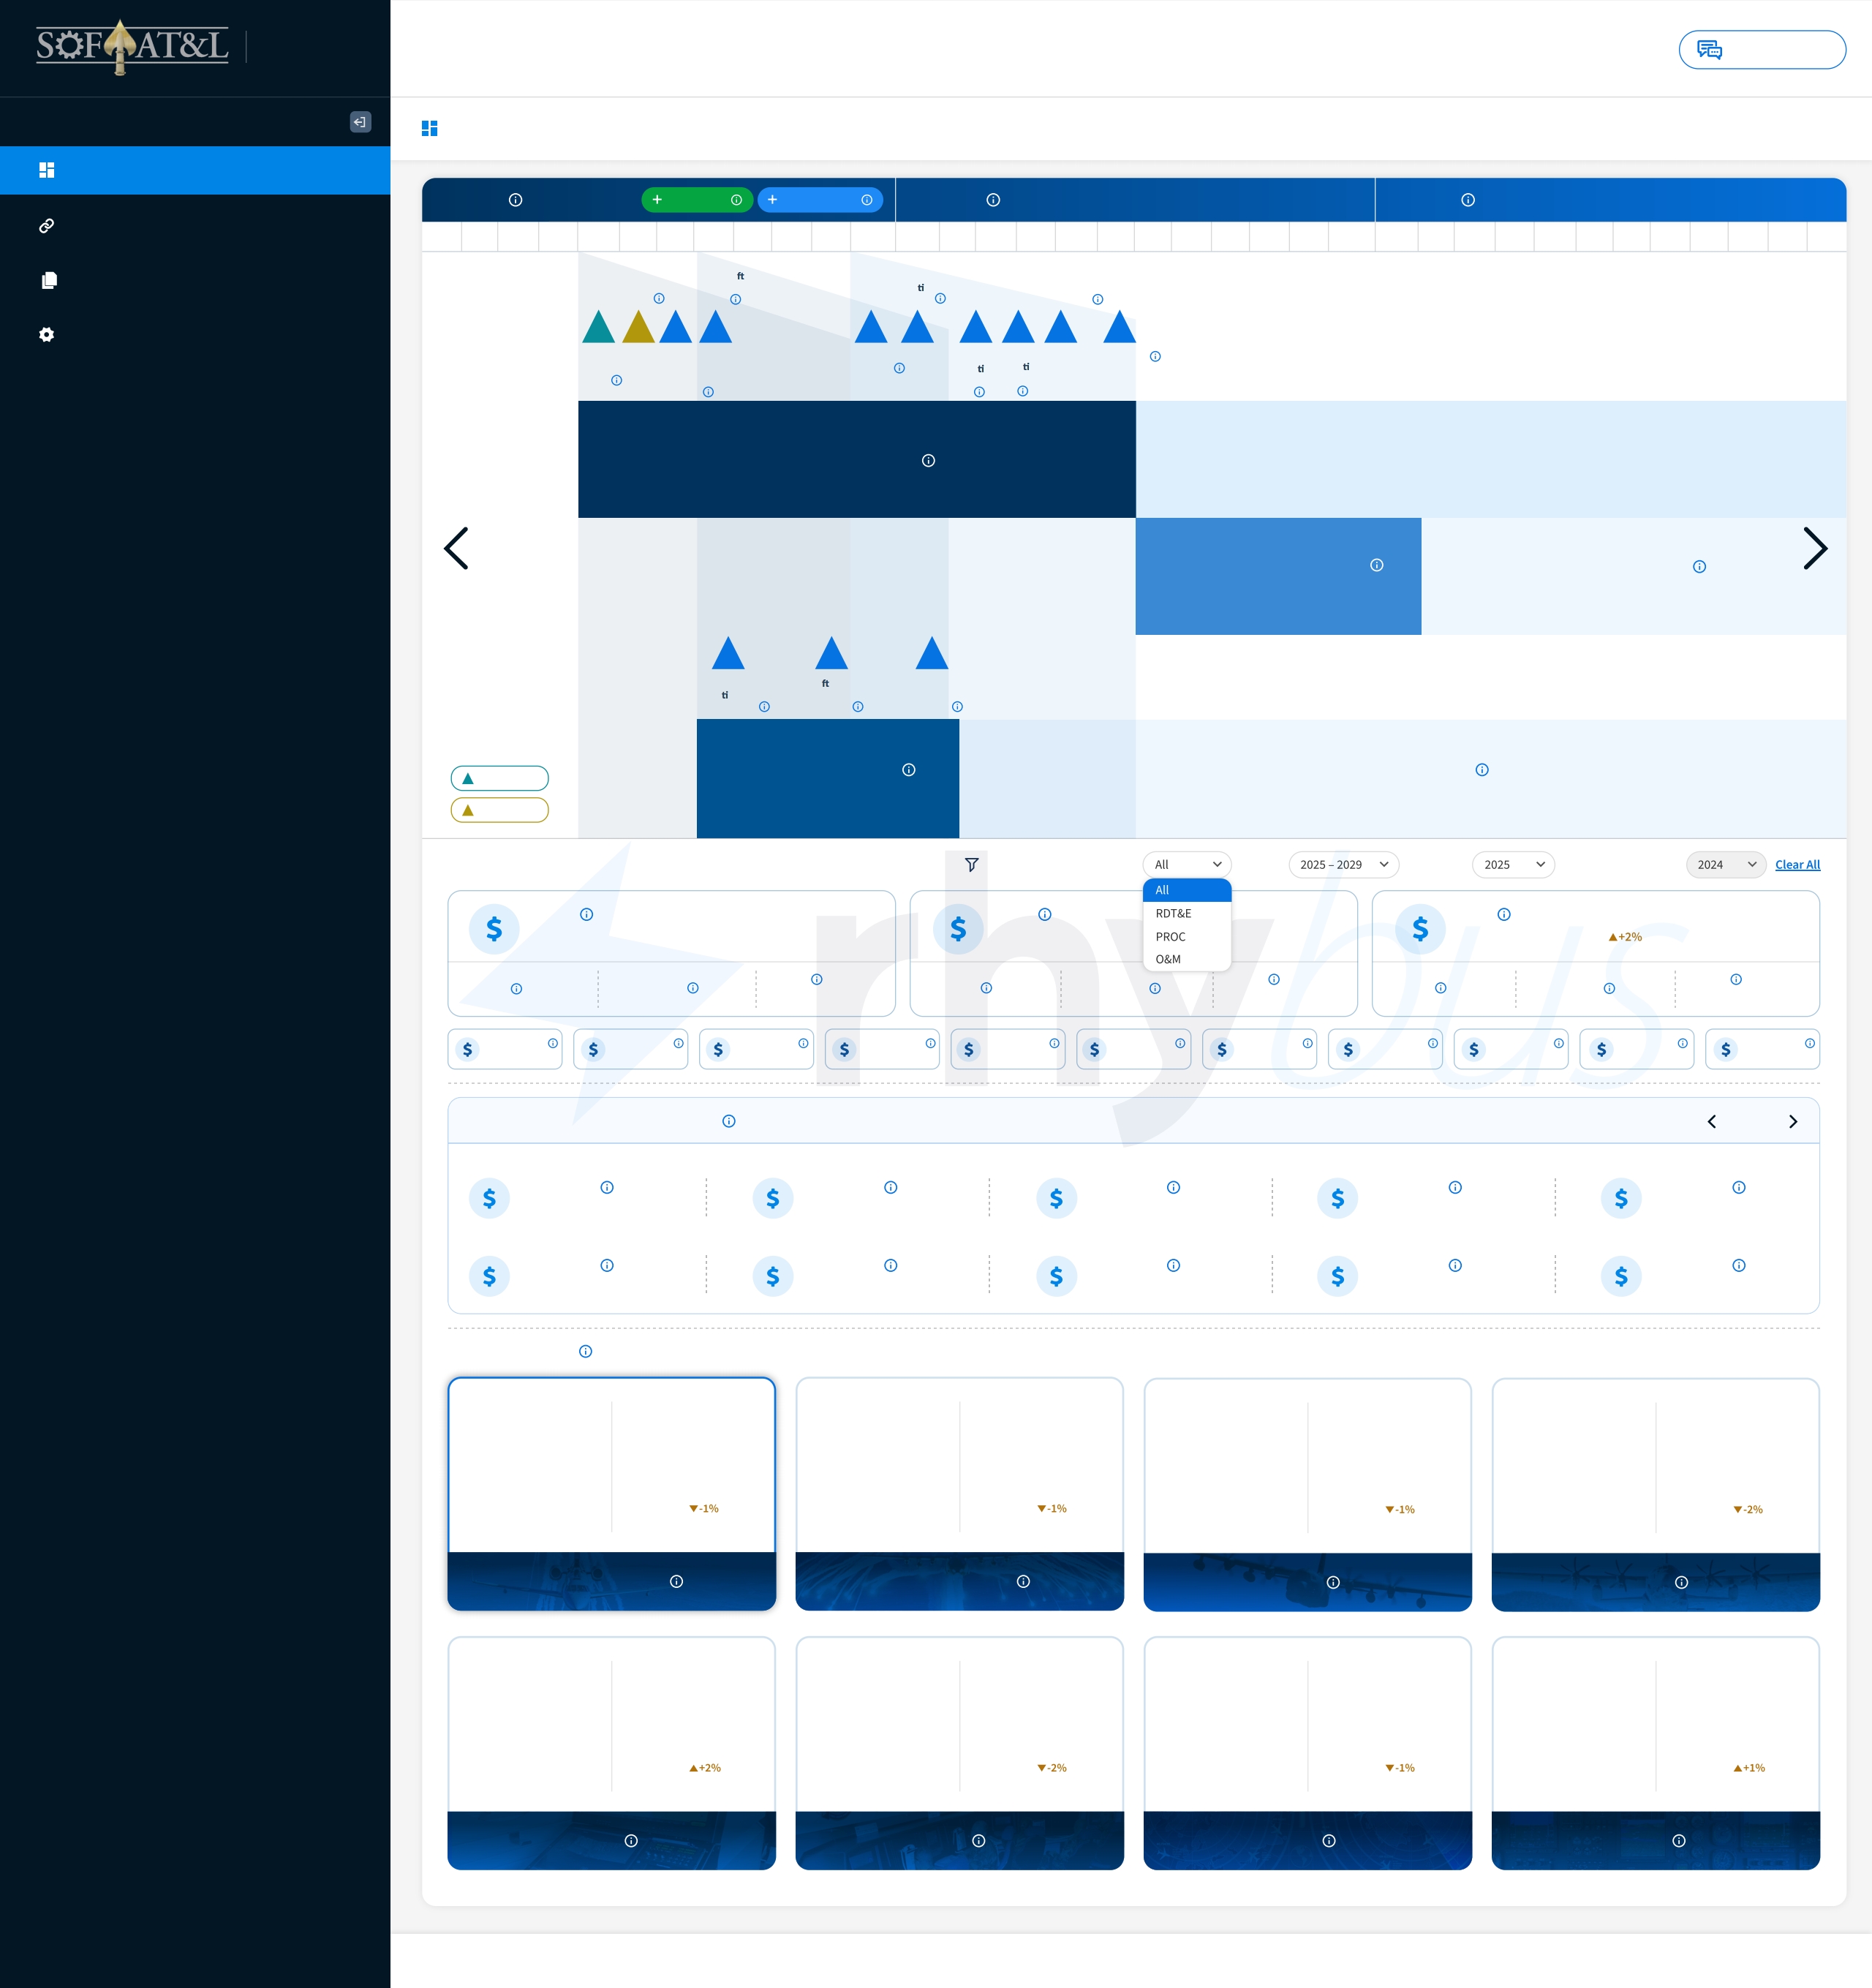 SOF AT&L
ft
ti
ti
ti
ft
ti
All
2025 – 2029
2025
2024
Clear All
All
RDT&E
PROC
O&M
$
$
$
+2%
$
$
$
$
$
$
$
$
$
$
$
rhybus
$
$
$
$
$
$
$
$
$
$
-1%
-1%
-1%
-2%
+2%
-2%
-1%
+1%